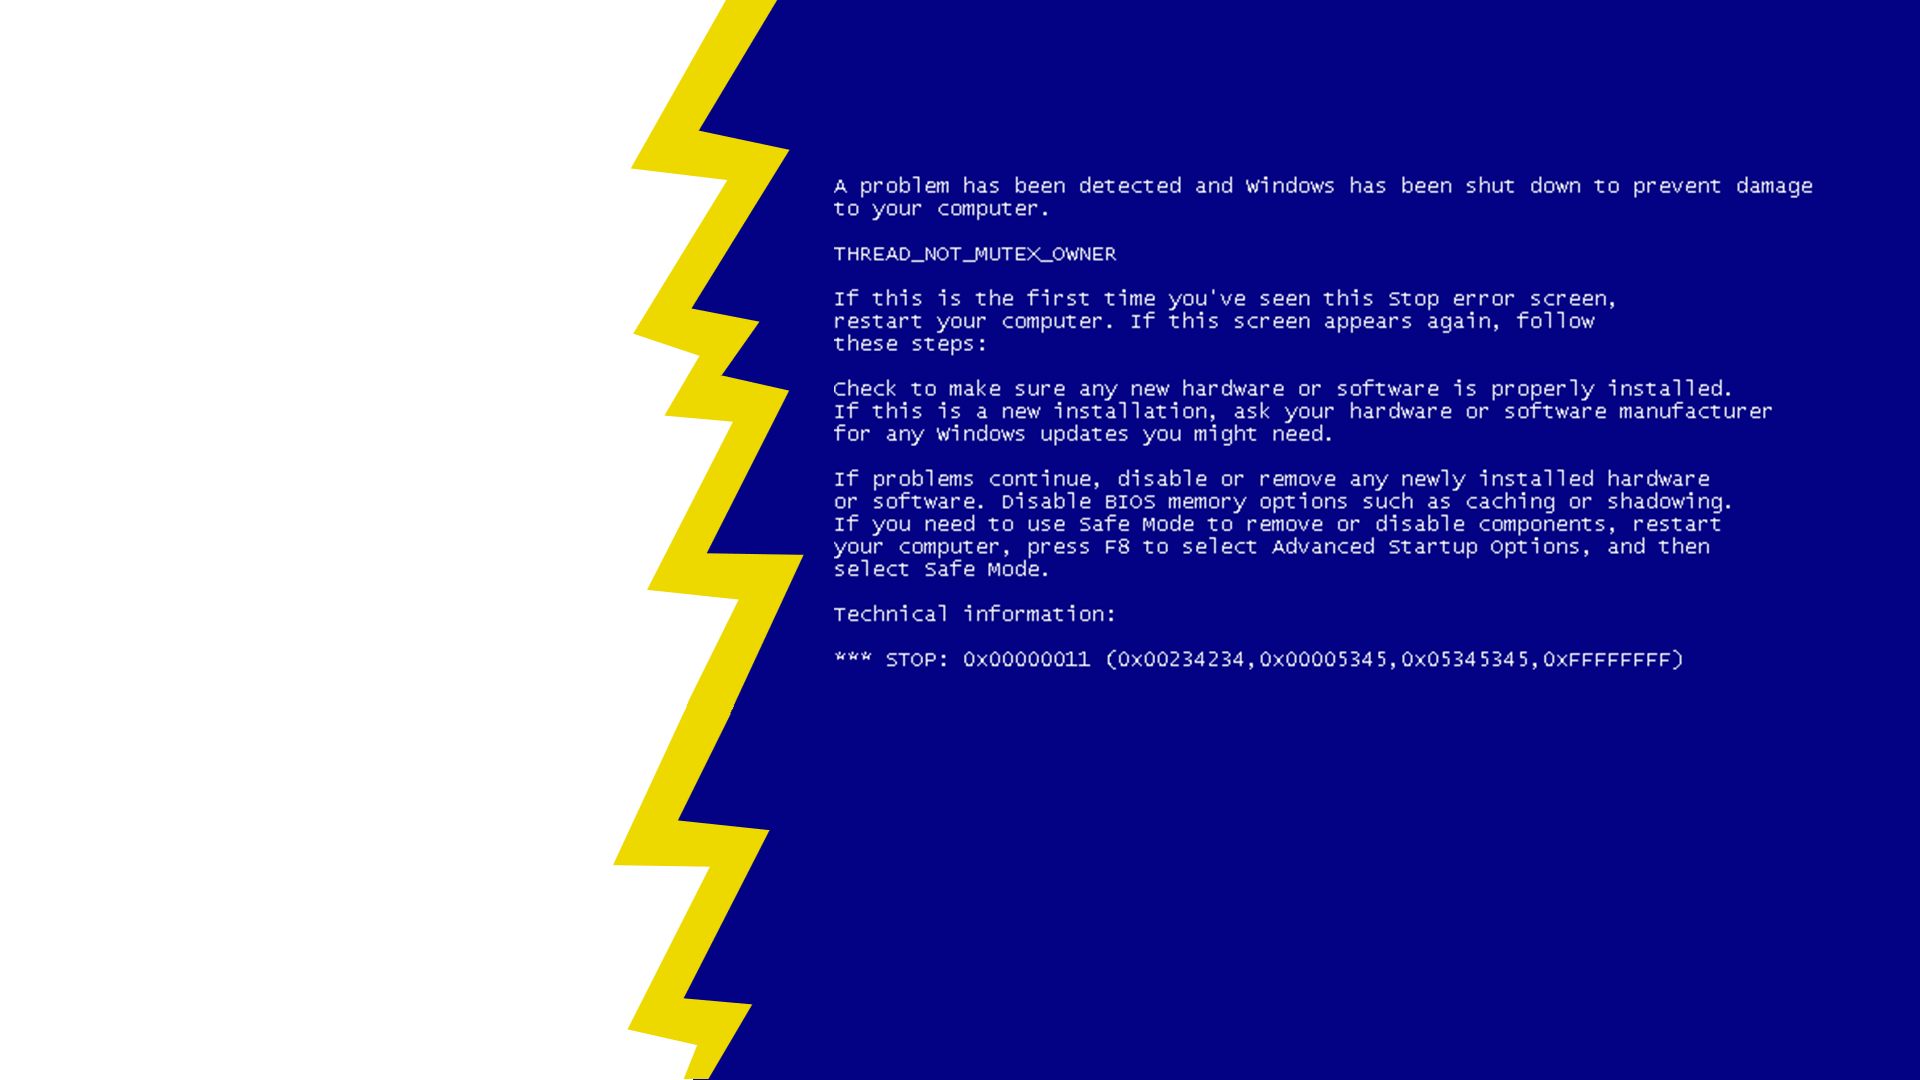 A problem has been detected and Windows has been shut down to prevent damage
to your computer.
THREAD_NOT_MUTEX_OWNER
If this is the first time you've seen this Stop error screen,
restart your computer. If this screen appears again, follow
these steps:
Check to make sure any new hardware or software is properly installed.
If this is a new installation, ask your hardware or software manufacturer
for any Windows updates you might need.
If problems continue, disable or remove any newly installed hardware
or software. Disable BIOS memory options such as caching or shadowing.
If you need to use Safe Mode to remove or disable components, restart
your computer, press F8 to select Advanced Startup Options, and then
select Safe Mode.
Technical information:
*** STOP: 0x00000011 (0x00234234,0x00005345,0x05345345,0xFFFFFFFF)